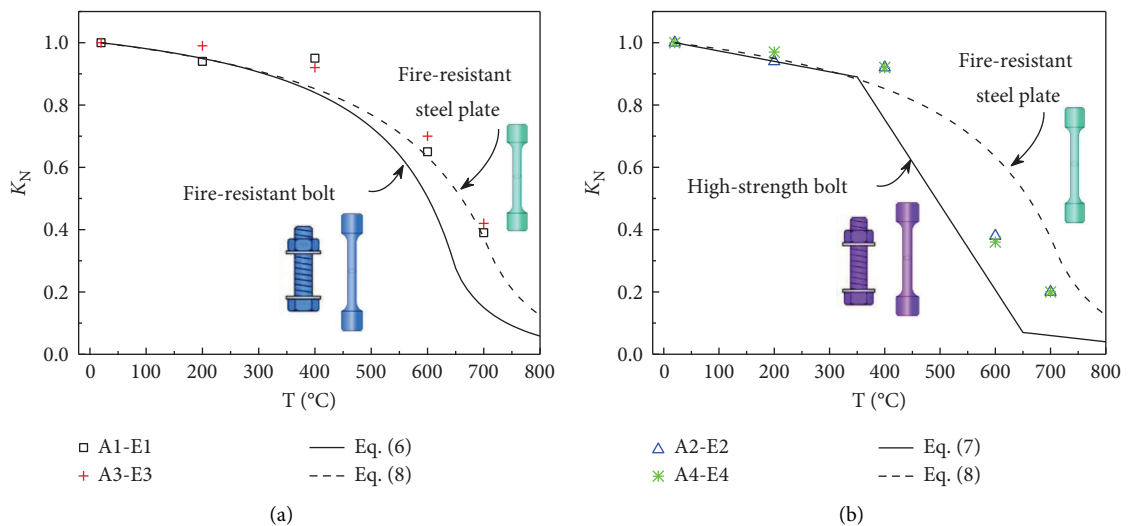 1.0
0.8
0.6
0.4
0.2
0.0
K_N
Fire-resistant
steel plate
Fire-resistant bolt
0 100 200 300 400 500 600 700 800
T (°C)
A1-E1
A3-E3
Eq. (6)
Eq. (8)
(a)
1.0
0.8
0.6
0.4
0.2
0.0
K_N
Fire-resistant
steel plate
High-strength bolt
0 100 200 300 400 500 600 700 800
T (°C)
A2-E2
A4-E4
Eq. (7)
Eq. (8)
(b)